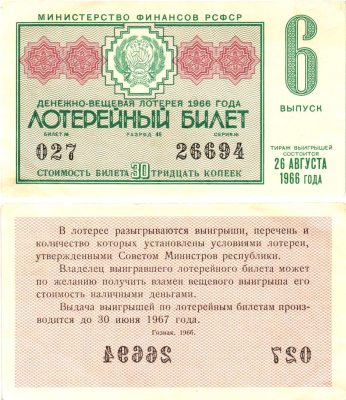 МИНИСТЕРСТВО ФИНАНСОВ РСФСР
6
ВЫПУСК
ДЕНЕЖНО-ВЕЩЕВАЯ ЛОТЕРЕЯ 1966 ГОДА
ЛОТЕРЕЙНЫЙ БИЛЕТ
БИЛЕТ № РАЗРЯД 46 СЕРИЯ №
027 26694
СТОИМОСТЬ БИЛЕТА 30 ТРИДЦАТЬ КОПЕЕК
ТИРАЖ ВЫИГРЫШЕЙ
СОСТОИТСЯ
26 АВГУСТА
1966 ГОДА
В лотерее разыгрываются выигрыши, перечень и
количество которых установлены условиями лотереи,
утвержденными Советом Министров республики.
Владелец выигравшего лотерейного билета может
по желанию получить взамен вещевого выигрыша его
стоимость наличными деньгами.
Выдача выигрышей по лотерейным билетам произ-
водится до 30 июня 1967 года.
Гознак. 1966.
26694 027